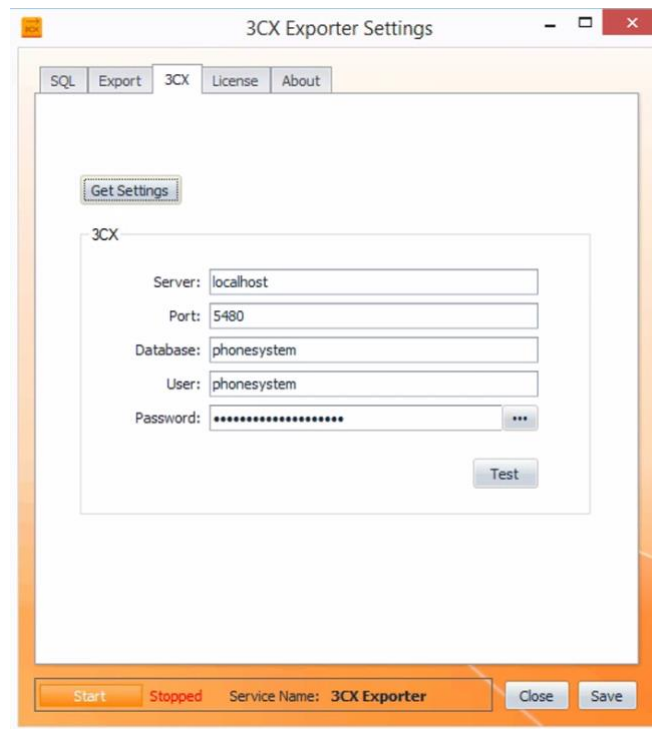 3CX Exporter Settings
SQL Export 3CX License About
Get Settings
3CX
Server: localhost
Port: 5480
Database: phonesystem
User: phonesystem
Password: ••••••••••••••••••••
Test
Start Stopped Service Name: 3CX Exporter Close Save